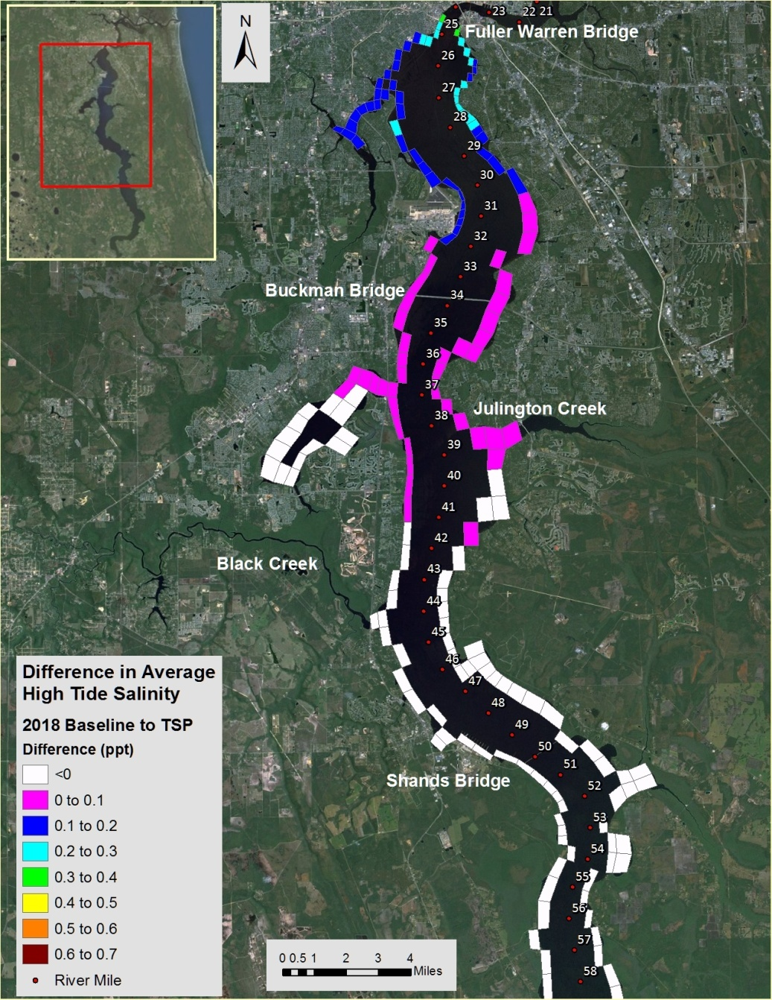 N
23
22
21
25
Fuller Warren Bridge
26
27
28
29
30
31
32
33
Buckman Bridge
34
35
36
37
Julington Creek
38
39
40
41
42
Black Creek
43
44
45
46
47
48
49
50
51
Shands Bridge
52
53
54
55
56
57
58
Difference in Average
High Tide Salinity
2018 Baseline to TSP
Difference (ppt)
<0
0 to 0.1
0.1 to 0.2
0.2 to 0.3
0.3 to 0.4
0.4 to 0.5
0.5 to 0.6
0.6 to 0.7
River Mile
0 0.5 1 2 3 4
Miles